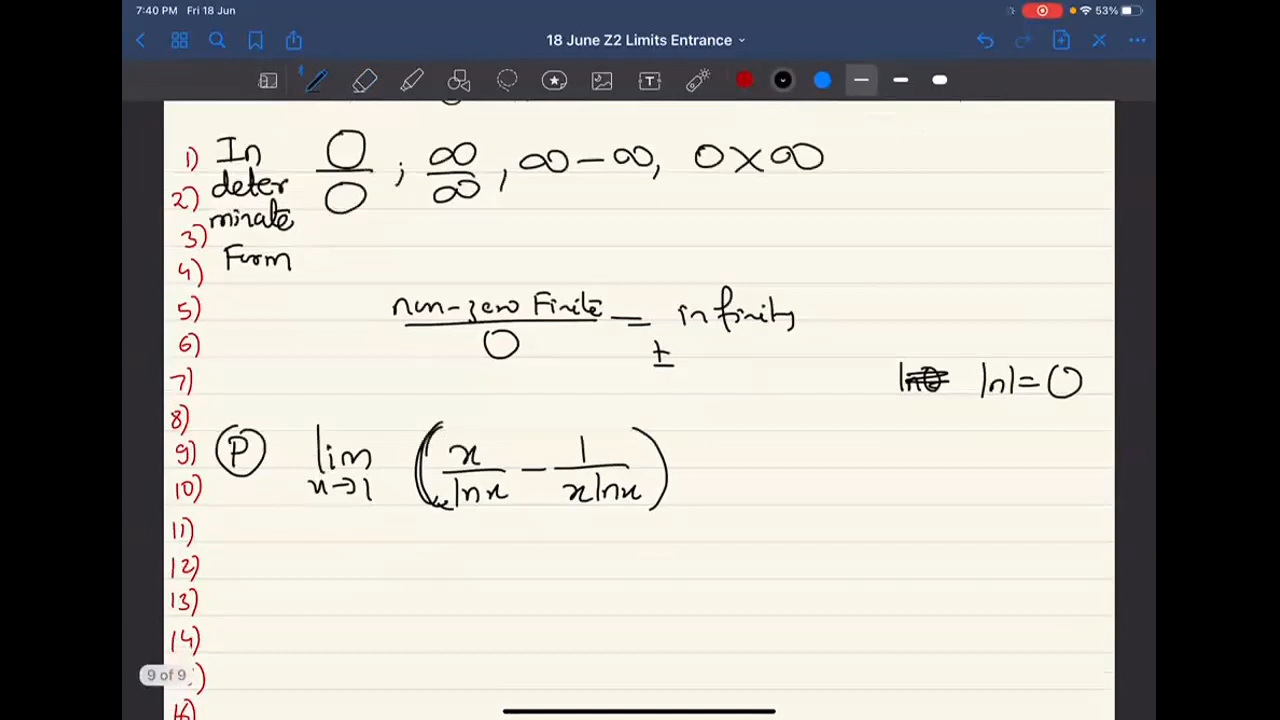 7:40 PM Fri 18 Jun 53%
18 June Z2 Limits Entrance
1) In 0/0 ; ∞/∞ , ∞ - ∞, 0 × ∞
2) deter
minate
3)
4) Form
5) non-zero Finite / 0 = ± infinity
6)
7) ln1 = 0
8)
9) P lim x→1 ( x/lnx - 1/xlnx )
10)
11)
12)
13)
14)
9 of 9 )
16)